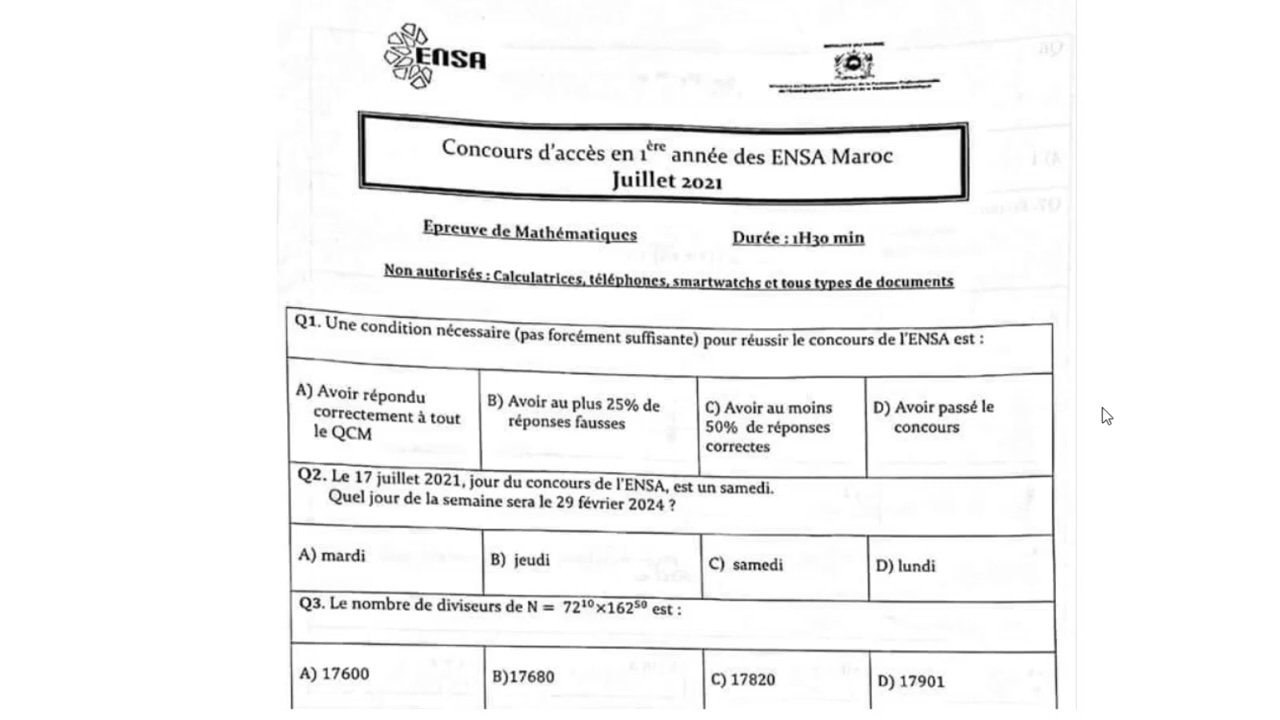 ENSA
Concours d'accès en 1ère année des ENSA Maroc
Juillet 2021
Epreuve de Mathématiques Durée : 1H30 min
Non autorisés : Calculatrices, téléphones, smartwatchs et tous types de documents
Q1. Une condition nécessaire (pas forcément suffisante) pour réussir le concours de l'ENSA est :
A) Avoir répondu
correctement à tout
le QCM
B) Avoir au plus 25% de
réponses fausses
C) Avoir au moins
50% de réponses
correctes
D) Avoir passé le
concours
Q2. Le 17 juillet 2021, jour du concours de l'ENSA, est un samedi.
Quel jour de la semaine sera le 29 février 2024 ?
A) mardi
B) jeudi
C) samedi
D) lundi
Q3. Le nombre de diviseurs de N = 72¹⁰×162⁵⁰ est :
A) 17600
B)17680
C) 17820
D) 17901